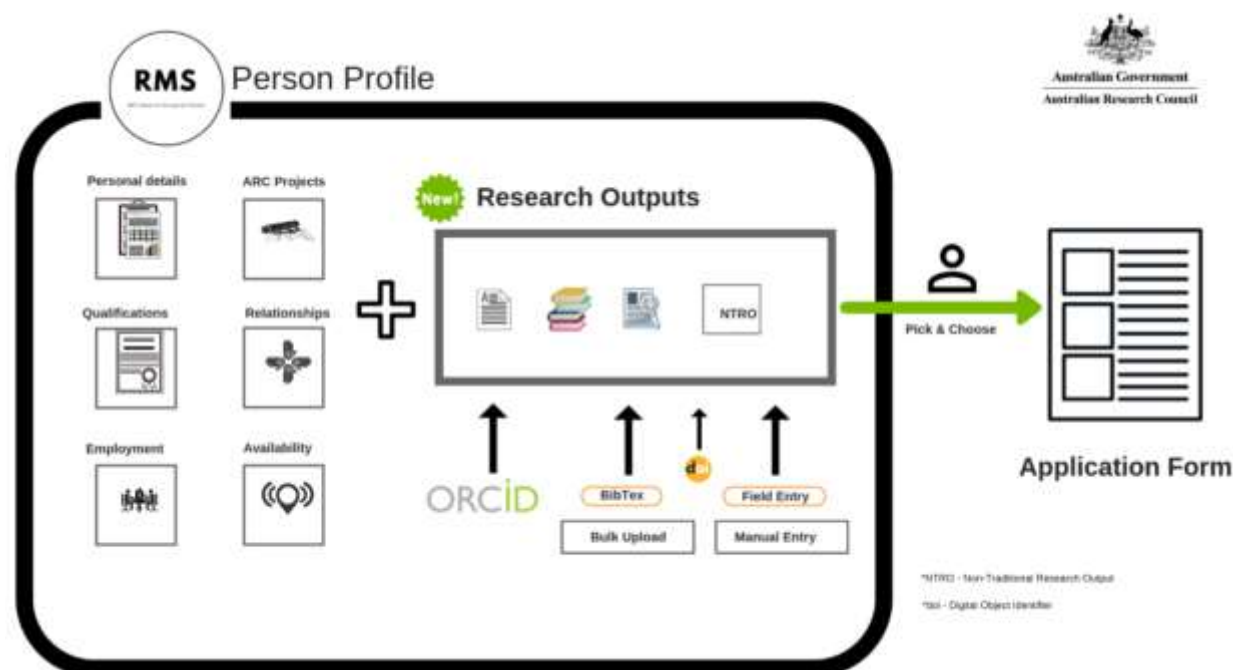 RMS
Person Profile
Australian Government
Australian Research Council
Personal details
ARC Projects
New!
Research Outputs
Qualifications
Relationships
NTRO
Pick & Choose
Employment
Availability
ORCiD
BibTex
doi
Field Entry
Bulk Upload
Manual Entry
Application Form
*NTRO - Non-Traditional Research Output
*doi - Digital Object Identifier